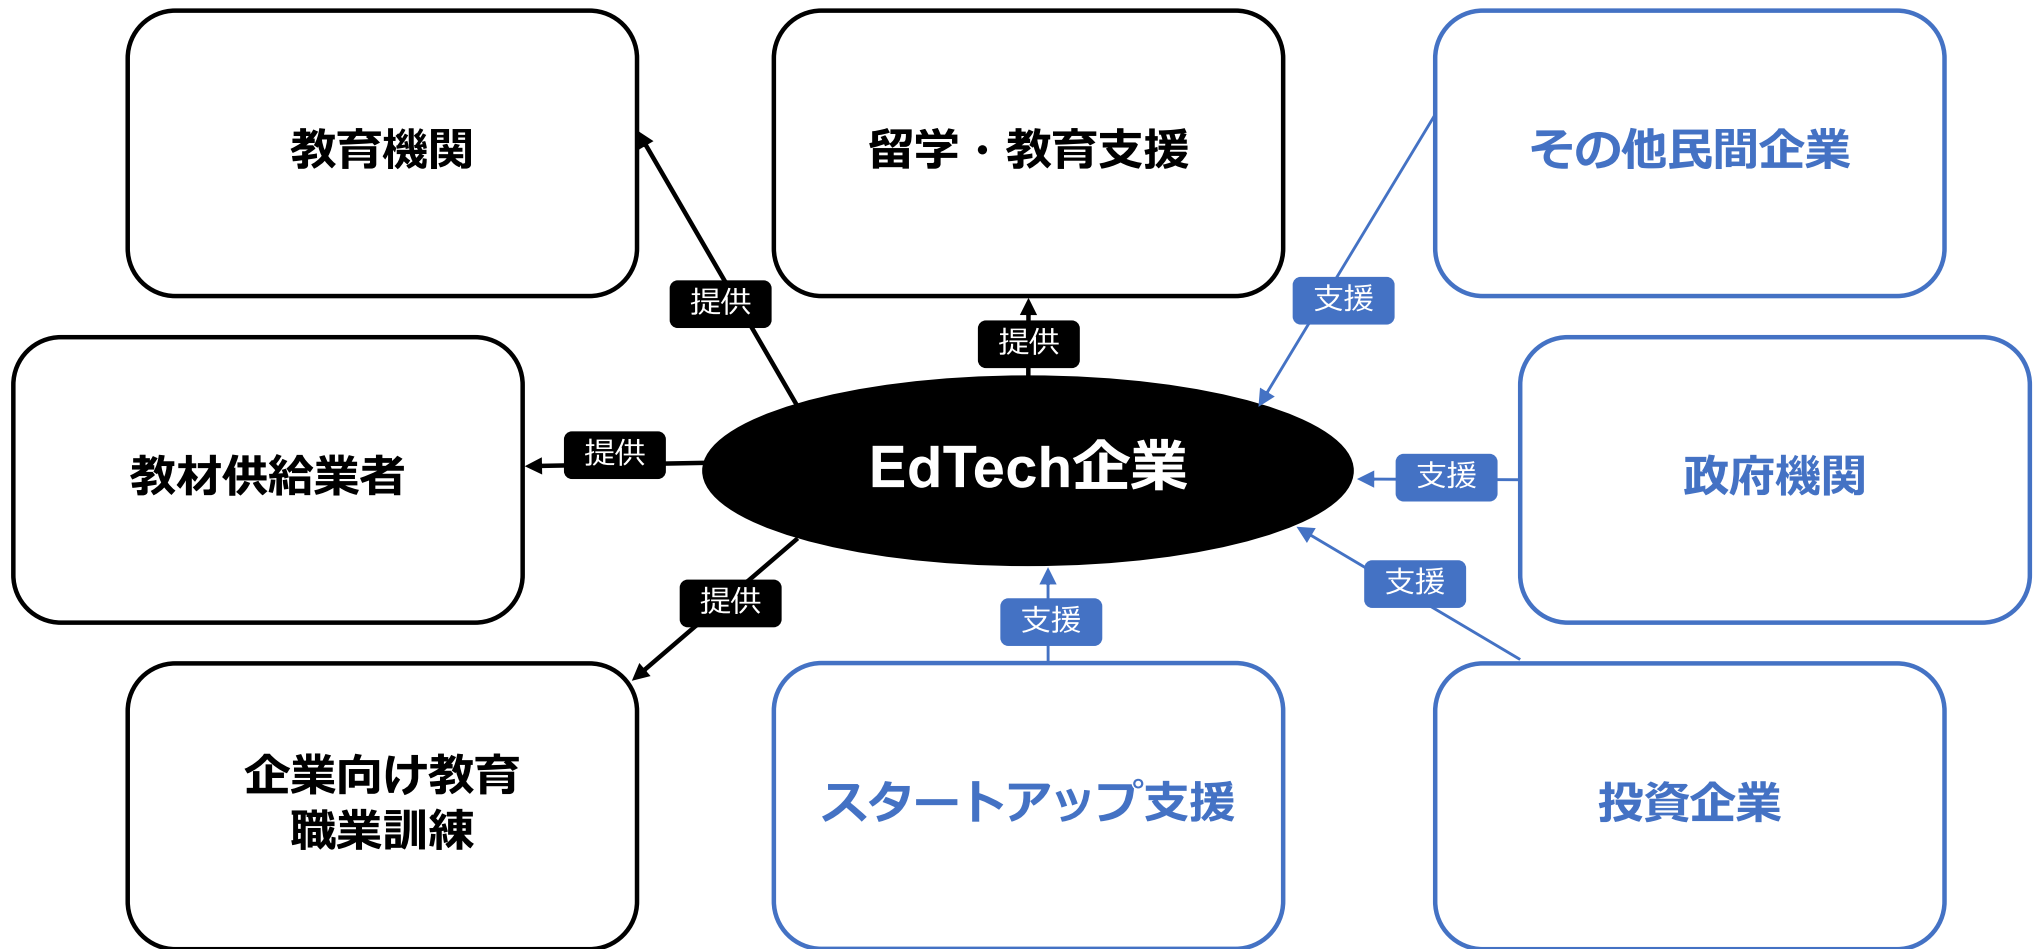 教育機関
留学・教育支援
その他民間企業
提供
提供
支援
教材供給業者
提供
EdTech企業
支援
政府機関
提供
支援
支援
企業向け教育
職業訓練
スタートアップ支援
投資企業